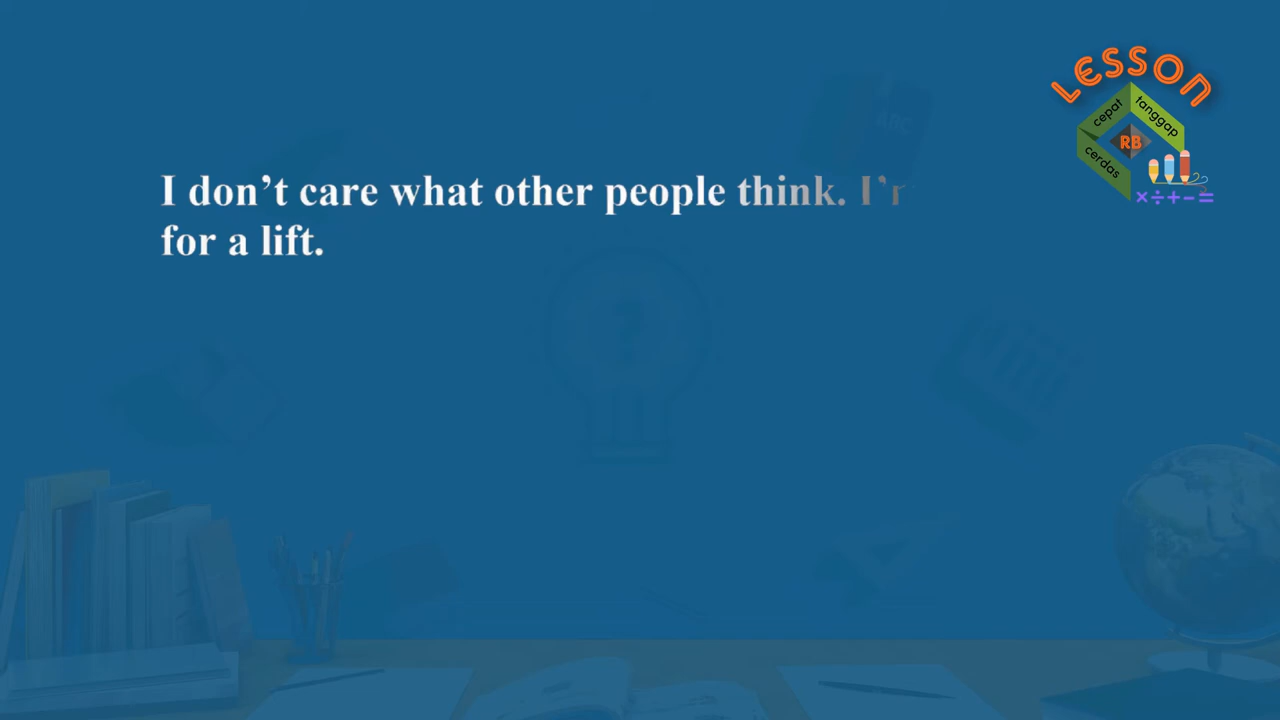 LESSON
cepat tanggap
RB
cerdas
×÷+−=
I don’t care what other people think.
for a lift.